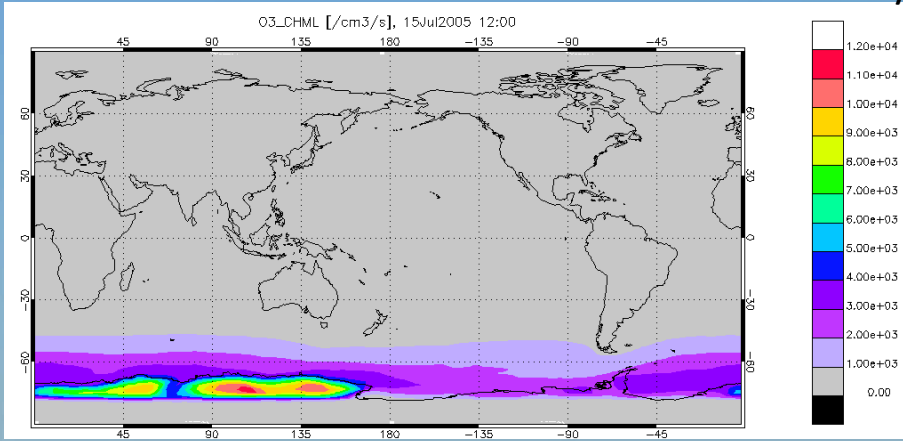 O3_CHML [/cm3/s], 15Jul2005 12:00
45 90 135 180 -135 -90 -45
60 60
30 30
0 0
-30 -30
-60 -60
45 90 135 180 -135 -90 -45
1.20e+04
1.10e+04
1.00e+04
9.00e+03
8.00e+03
7.00e+03
6.00e+03
5.00e+03
4.00e+03
3.00e+03
2.00e+03
1.00e+03
0.00